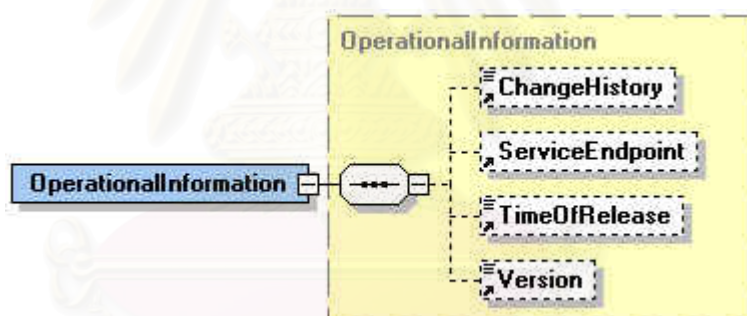 OperationalInformation
ChangeHistory
ServiceEndpoint
OperationalInformation
TimeOfRelease
Version